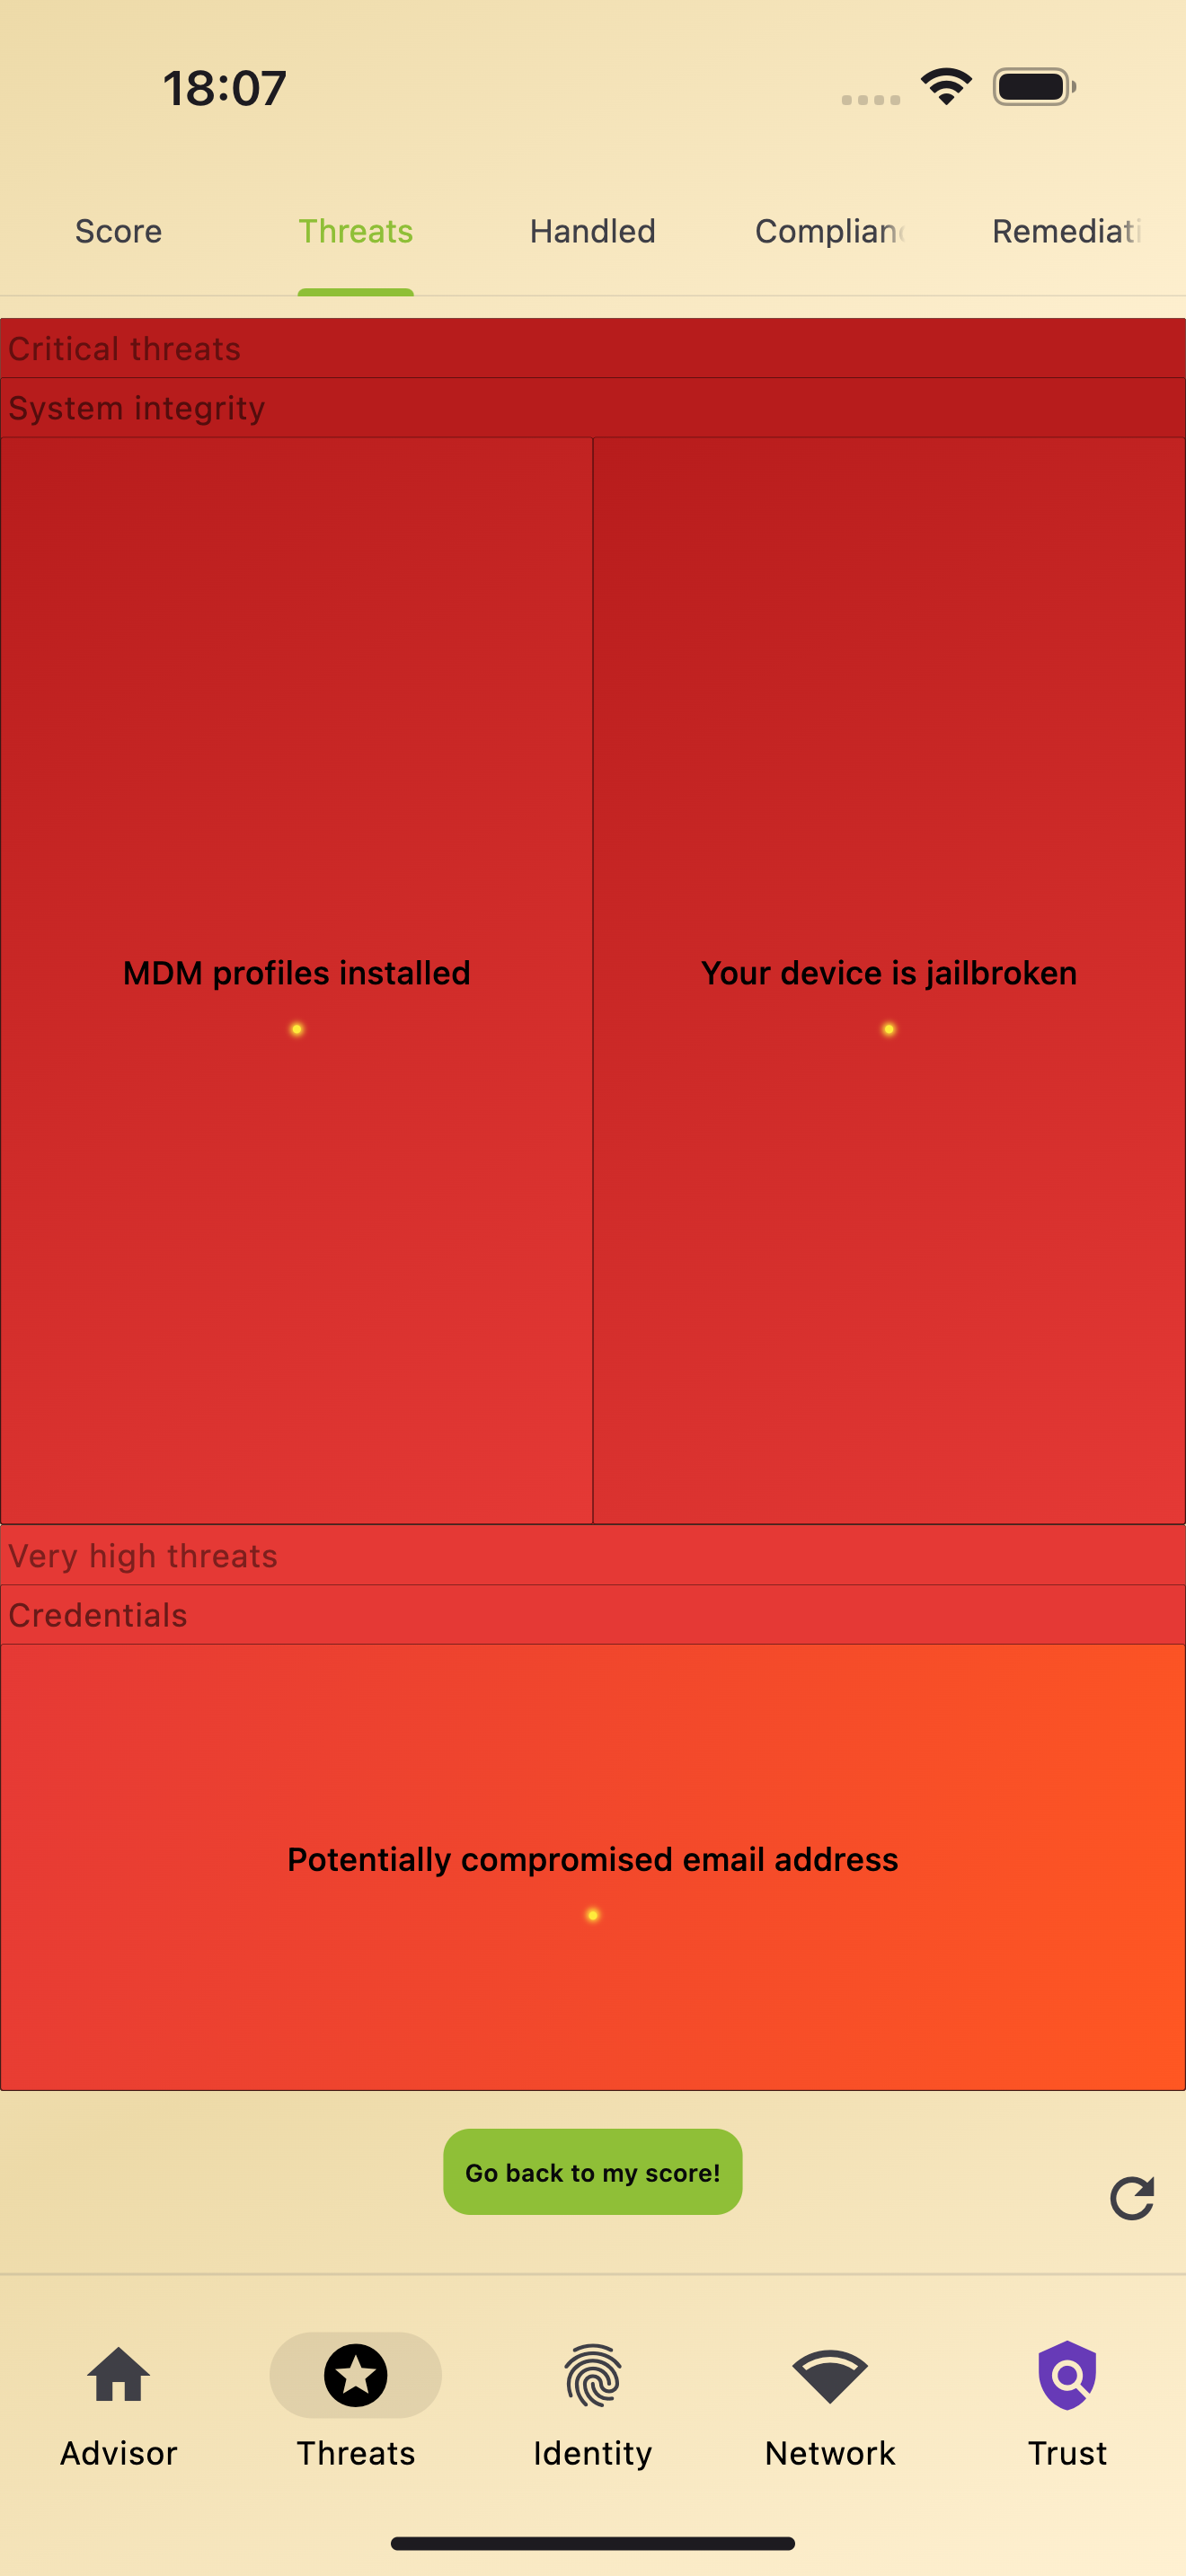 18:07
Score
Threats
Handled
Complianc
Remediati
Critical threats
System integrity
MDM profiles installed
Your device is jailbroken
Very high threats
Credentials
Potentially compromised email address
Go back to my score!
Advisor
Threats
Identity
Network
Trust